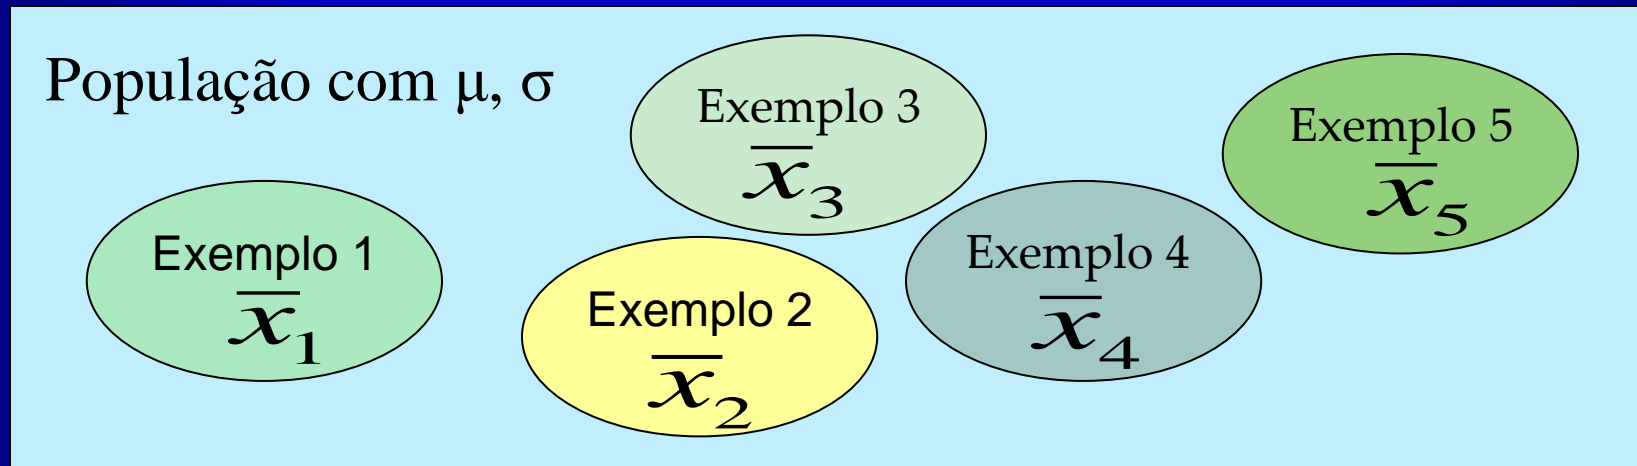 População com μ, σ
Exemplo 1
x̅₁
Exemplo 2
x̅₂
Exemplo 3
x̅₃
Exemplo 4
x̅₄
Exemplo 5
x̅₅